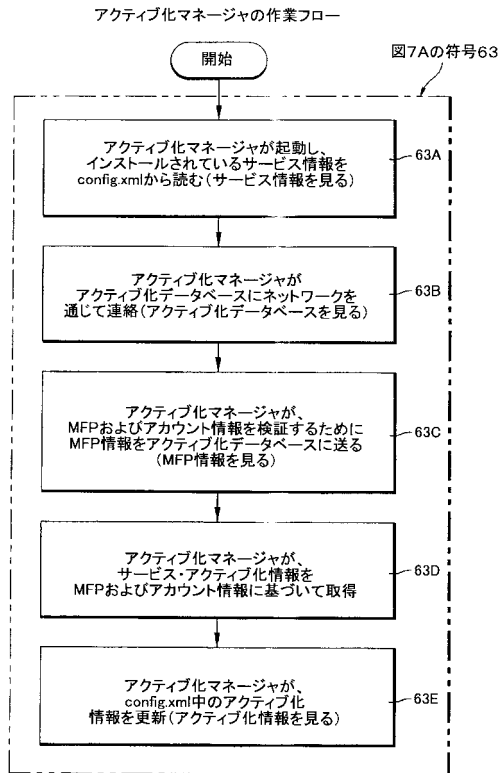 アクティブ化マネージャの作業フロー
開始
図7Aの符号63
アクティブ化マネージャが起動し、
インストールされているサービス情報を
config.xmlから読む(サービス情報を見る)
63A
アクティブ化マネージャが
アクティブ化データベースにネットワークを
通じて連絡(アクティブ化データベースを見る)
63B
アクティブ化マネージャが、
MFPおよびアカウント情報を検証するために
MFP情報をアクティブ化データベースに送る
(MFP情報を見る)
63C
アクティブ化マネージャが、
サービス・アクティブ化情報を
MFPおよびアカウント情報に基づいて取得
63D
アクティブ化マネージャが、
config.xml中のアクティブ化
情報を更新(アクティブ化情報を見る)
63E